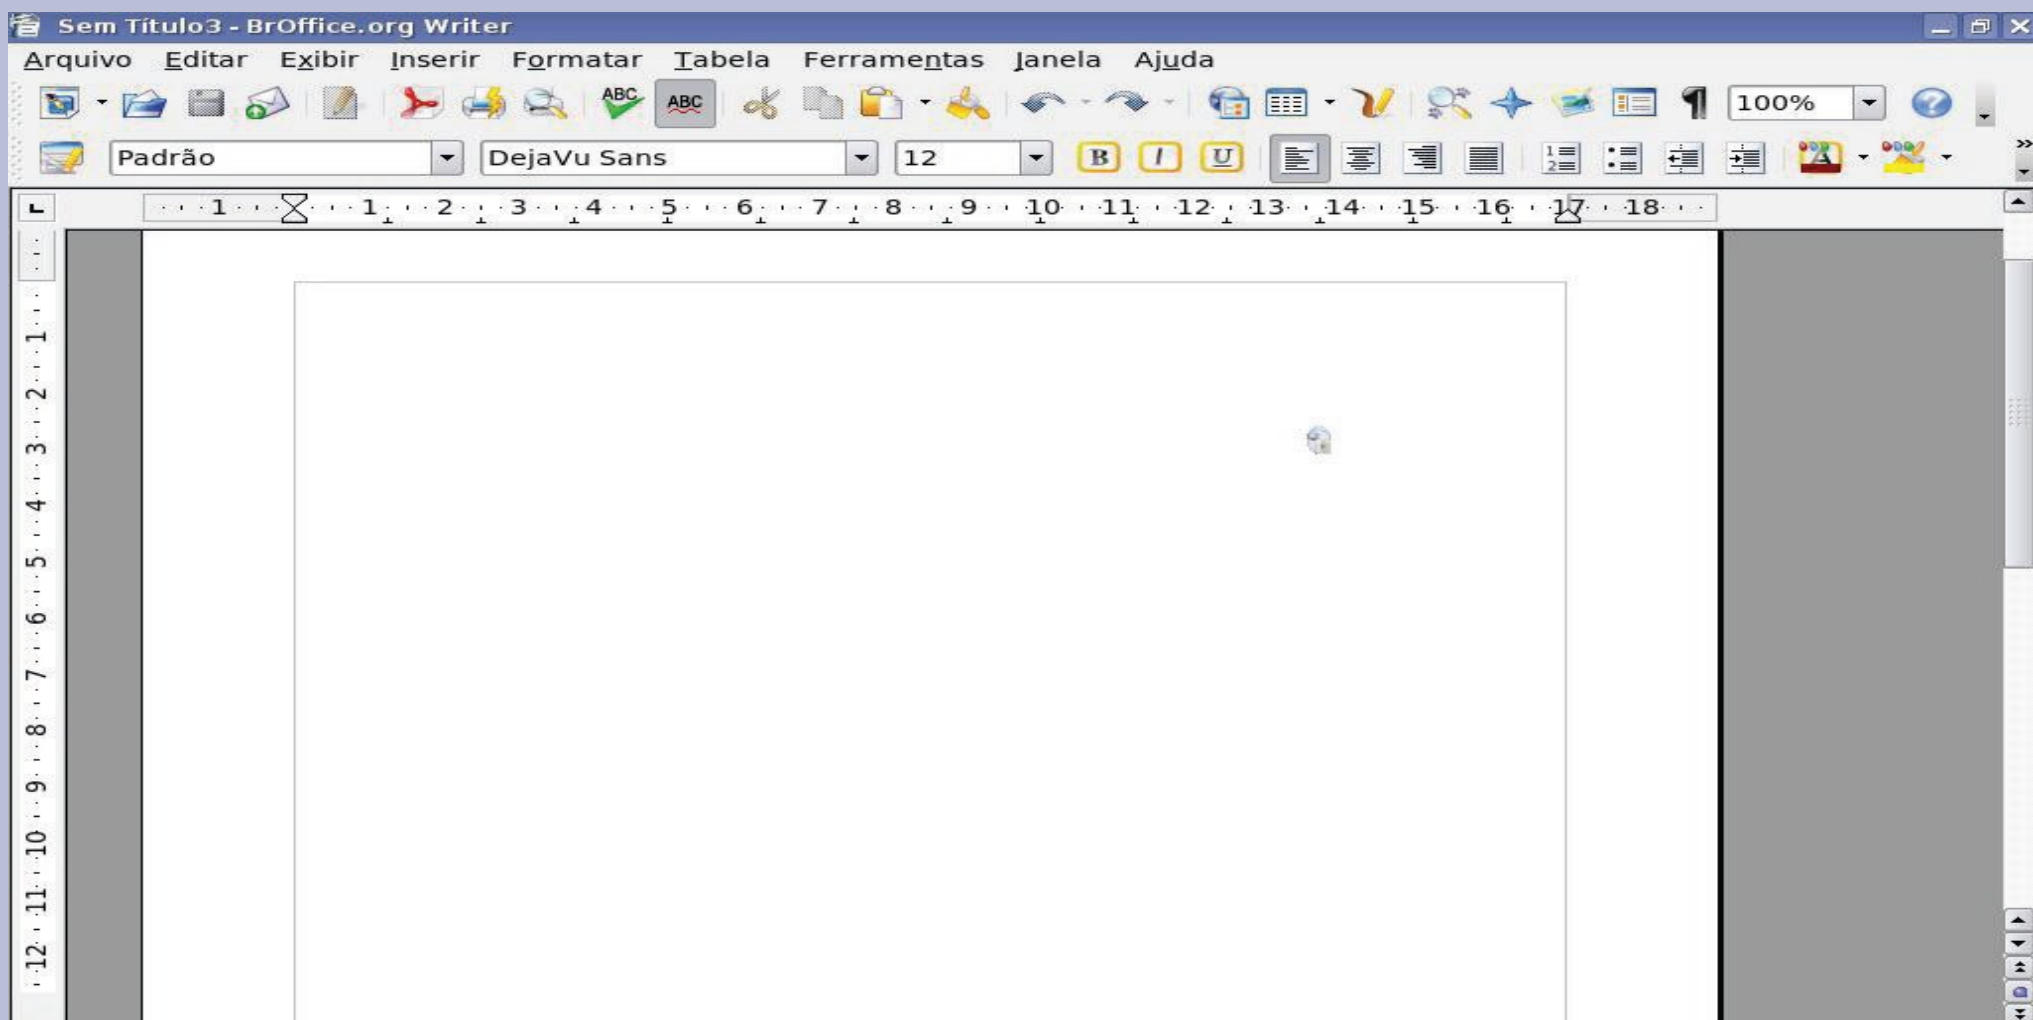 Sem Título3 - BrOffice.org Writer
Arquivo Editar Exibir Inserir Formatar Tabela Ferramentas Janela Ajuda
ABC ABC 100% ?
Padrão DejaVu Sans 12 B I U A
1 1 2 3 4 5 6 7 8 9 10 11 12 13 14 15 16 17 18
1
2
3
4
5
6
7
8
9
10
11
12